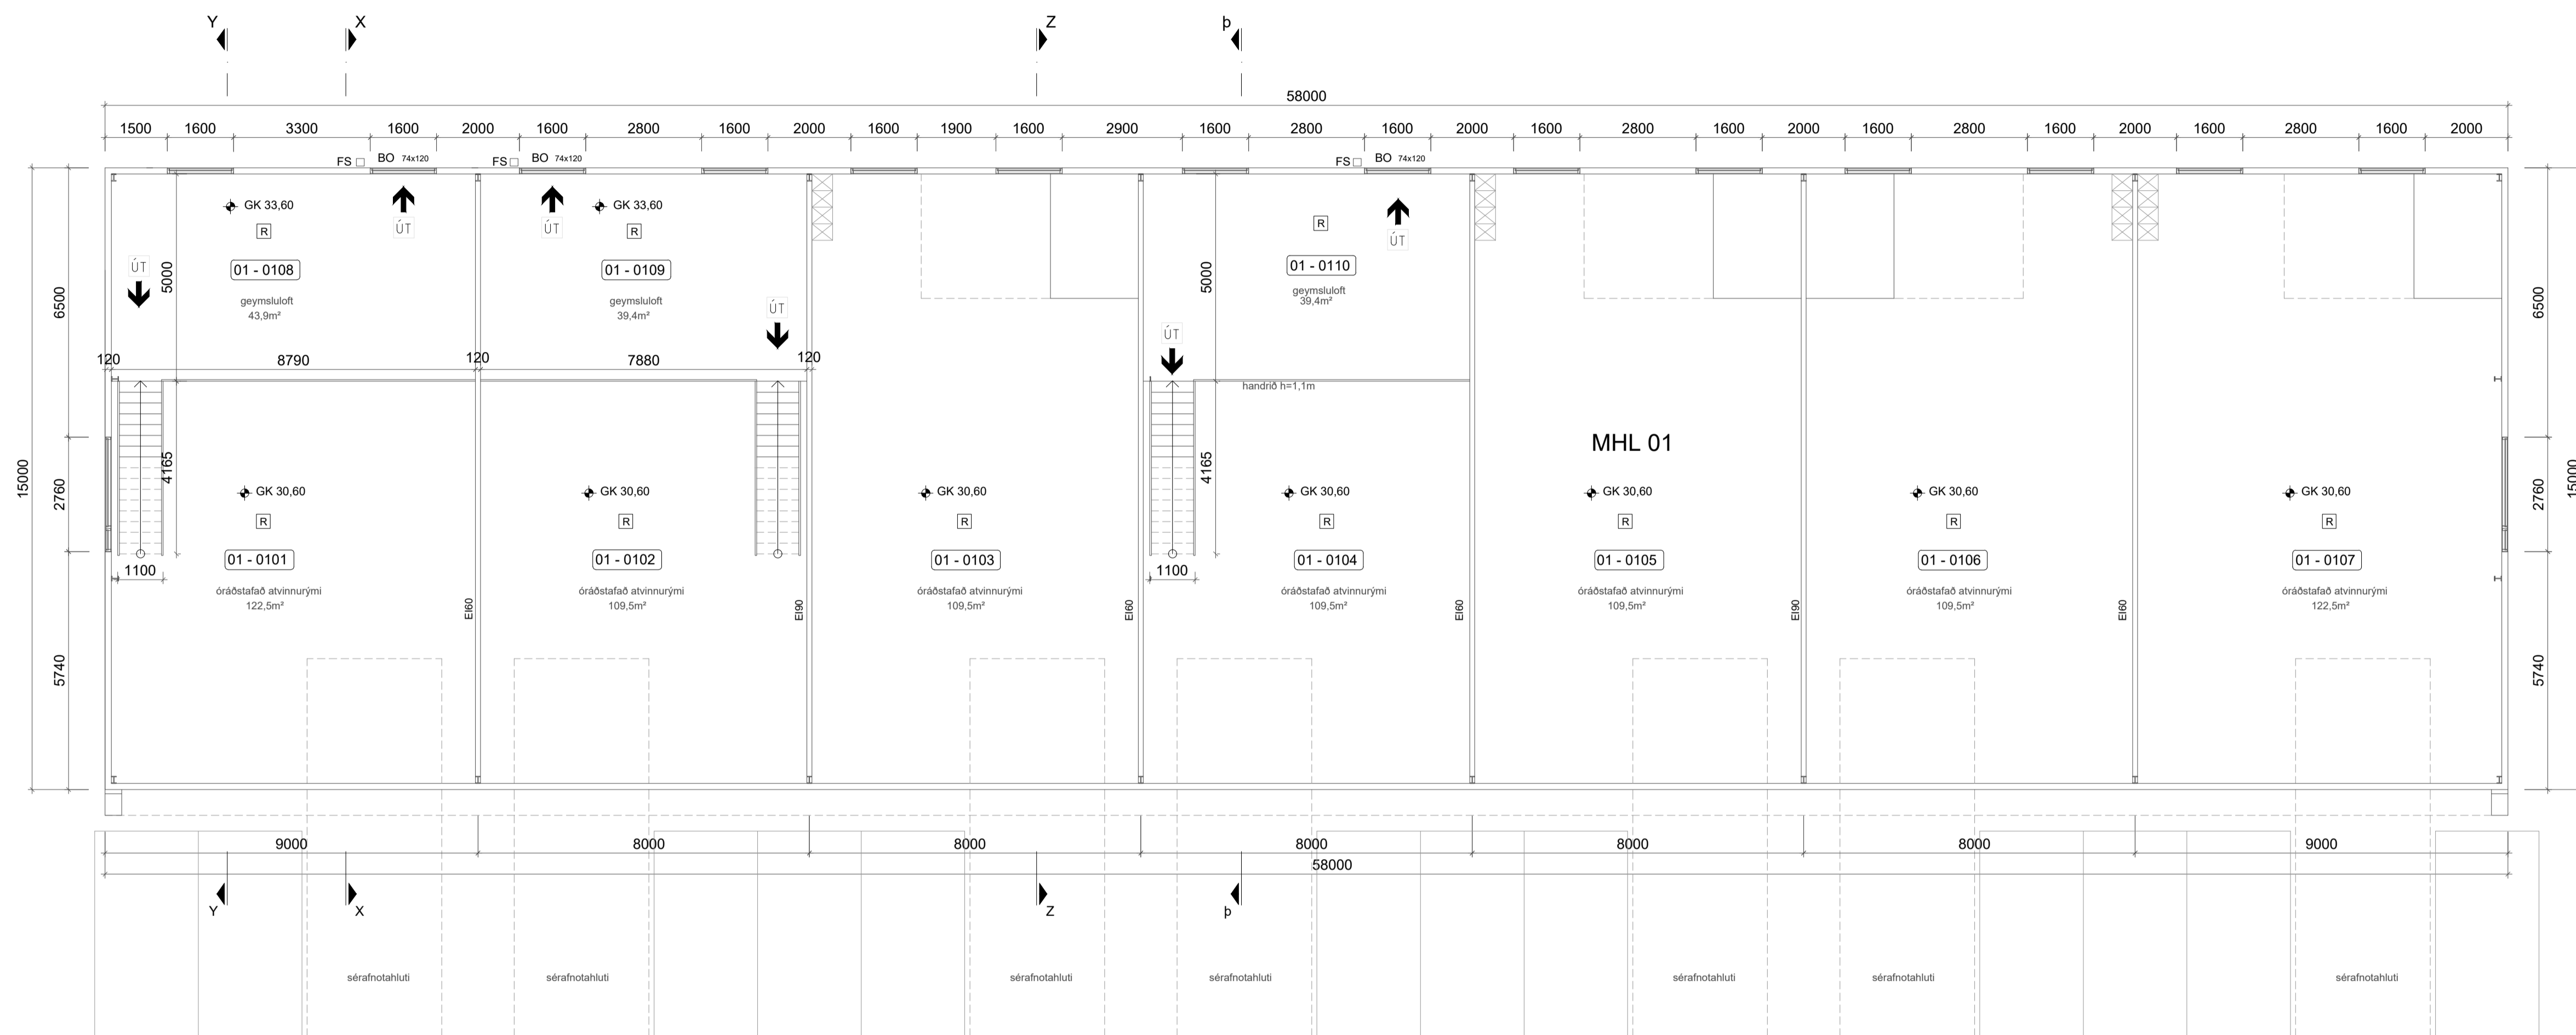 Y
X
Z
þ
58000
1500 1600 3300 1600 2000 1600 2800 1600 2000 1600 1900 1600 2900 1600 2800 1600 2000 1600 2800 1600 2000 1600 2800 1600 2000 1600 2800 1600 2000
FS BO 74x120
FS BO 74x120
FS BO 74x120
GK 33,60
R
ÚT
ÚT
01 - 0108
geymsluloft
43,9m²
5000
ÚT
GK 33,60
R
01 - 0109
geymsluloft
39,4m²
ÚT
5000
R
ÚT
01 - 0110
geymsluloft
39,4m²
ÚT
handrið h=1,1m
6500
2760
5740
15000
6500
2760
5740
15000
120 8790 120 7880 120
4165
1100
4165
1100
MHL 01
GK 30,60
R
01 - 0101
óráðstafað atvinnurými
122,5m²
EI60
GK 30,60
R
01 - 0102
óráðstafað atvinnurými
109,5m²
EI90
GK 30,60
R
01 - 0103
óráðstafað atvinnurými
109,5m²
EI60
GK 30,60
R
01 - 0104
óráðstafað atvinnurými
109,5m²
EI60
GK 30,60
R
01 - 0105
óráðstafað atvinnurými
109,5m²
EI90
GK 30,60
R
01 - 0106
óráðstafað atvinnurými
109,5m²
EI60
GK 30,60
R
01 - 0107
óráðstafað atvinnurými
122,5m²
9000 8000 8000 8000 8000 8000 9000
58000
Y
X
Z
þ
sérafnotahluti
sérafnotahluti
sérafnotahluti
sérafnotahluti
sérafnotahluti
sérafnotahluti
sérafnotahluti